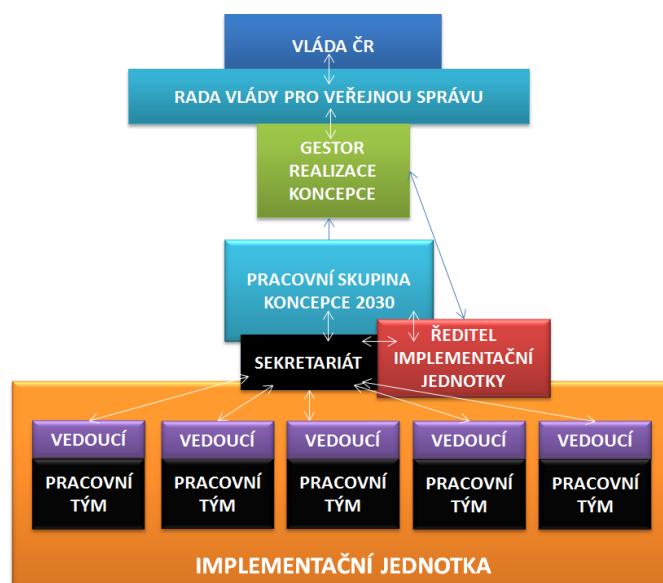 VLÁDA ČR
RADA VLÁDY PRO VEŘEJNOU SPRÁVU
GESTOR
REALIZACE
KONCEPCE
PRACOVNÍ SKUPINA
KONCEPCE 2030
SEKRETARIÁT
ŘEDITEL
IMPLEMENTAČNÍ
JEDNOTKY
VEDOUCÍ
PRACOVNÍ
TÝM
VEDOUCÍ
PRACOVNÍ
TÝM
VEDOUCÍ
PRACOVNÍ
TÝM
VEDOUCÍ
PRACOVNÍ
TÝM
VEDOUCÍ
PRACOVNÍ
TÝM
IMPLEMENTAČNÍ JEDNOTKA